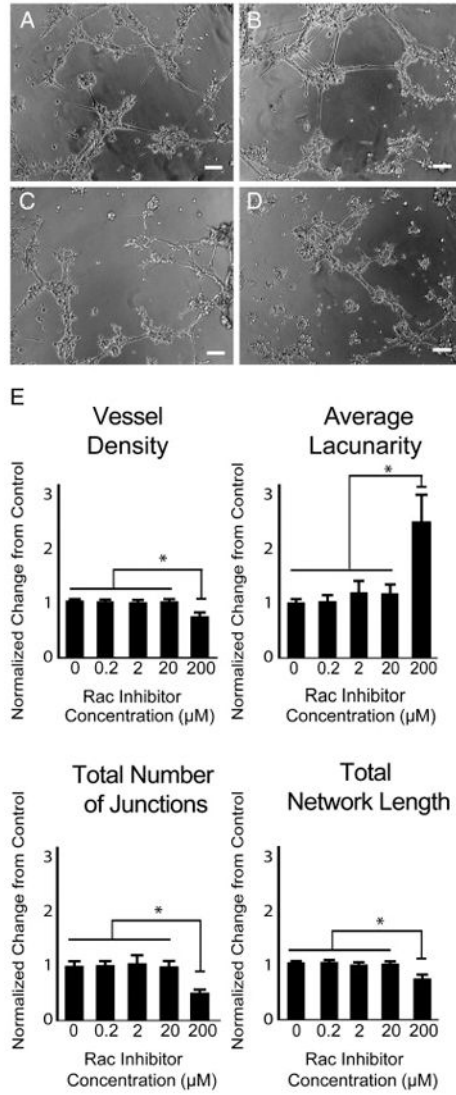 A
B
C
D
E
Vessel
Density
Normalized Change from Control
3
2
1
0
*
0 0.2 2 20 200
Rac Inhibitor
Concentration (µM)
Average
Lacunarity
Normalized Change from Control
3
2
1
0
*
0 0.2 2 20 200
Rac Inhibitor
Concentration (µM)
Total Number
of Junctions
Normalized Change from Control
3
2
1
0
*
0 0.2 2 20 200
Rac Inhibitor
Concentration (µM)
Total
Network Length
Normalized Change from Control
3
2
1
0
*
0 0.2 2 20 200
Rac Inhibitor
Concentration (µM)